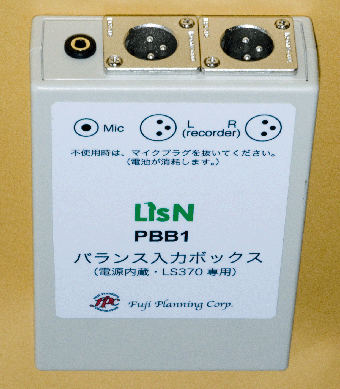 Mic L R
(recorder)
不使用時は、マイクプラグを抜いてください。
(電池が消耗します。)
LisN
PBB1
バランス入力ボックス
(電源内蔵・LS370専用)
FPC Fuji Planning Corp.